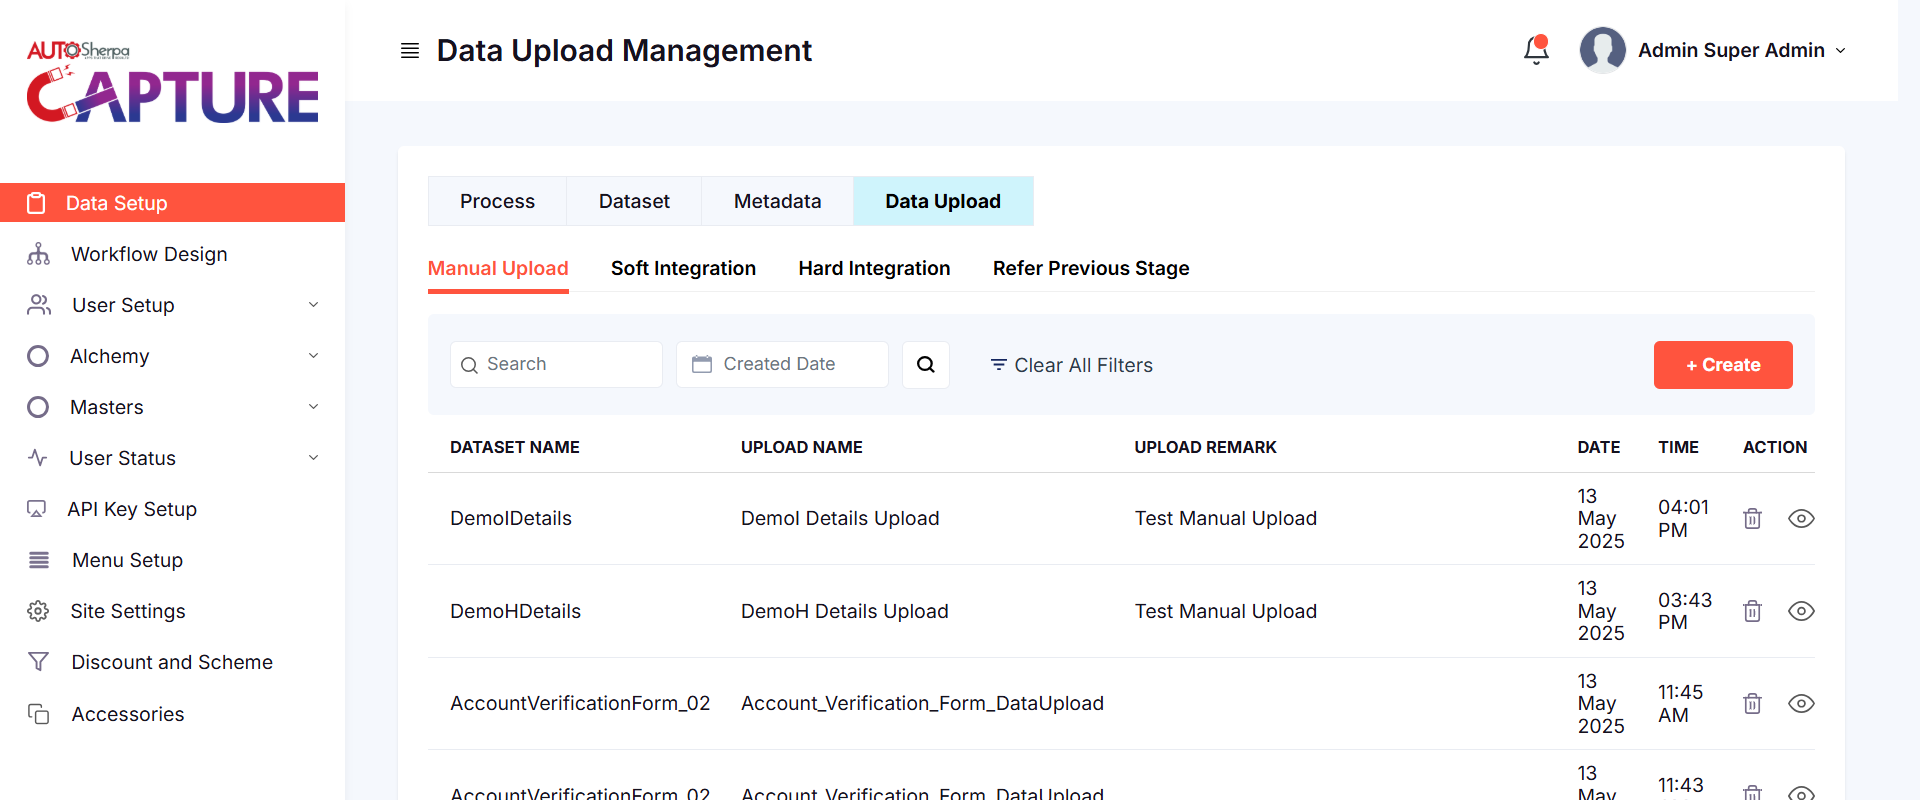 AUTO Sherpa
CAPTURE
Data Upload Management
Admin Super Admin
Data Setup
Workflow Design
User Setup
Alchemy
Masters
User Status
API Key Setup
Menu Setup
Site Settings
Discount and Scheme
Accessories
Process Dataset Metadata Data Upload
Manual Upload Soft Integration Hard Integration Refer Previous Stage
Search Created Date Clear All Filters + Create
DATASET NAME UPLOAD NAME UPLOAD REMARK DATE TIME ACTION
DemoIDetails DemoI Details Upload Test Manual Upload 13 May 2025 04:01 PM
DemoHDetails DemoH Details Upload Test Manual Upload 13 May 2025 03:43 PM
AccountVerificationForm_02 Account_Verification_Form_DataUpload 13 May 2025 11:45 AM
AccountVerificationForm_02 Account_Verification_Form_DataUpload 13 May 11:43